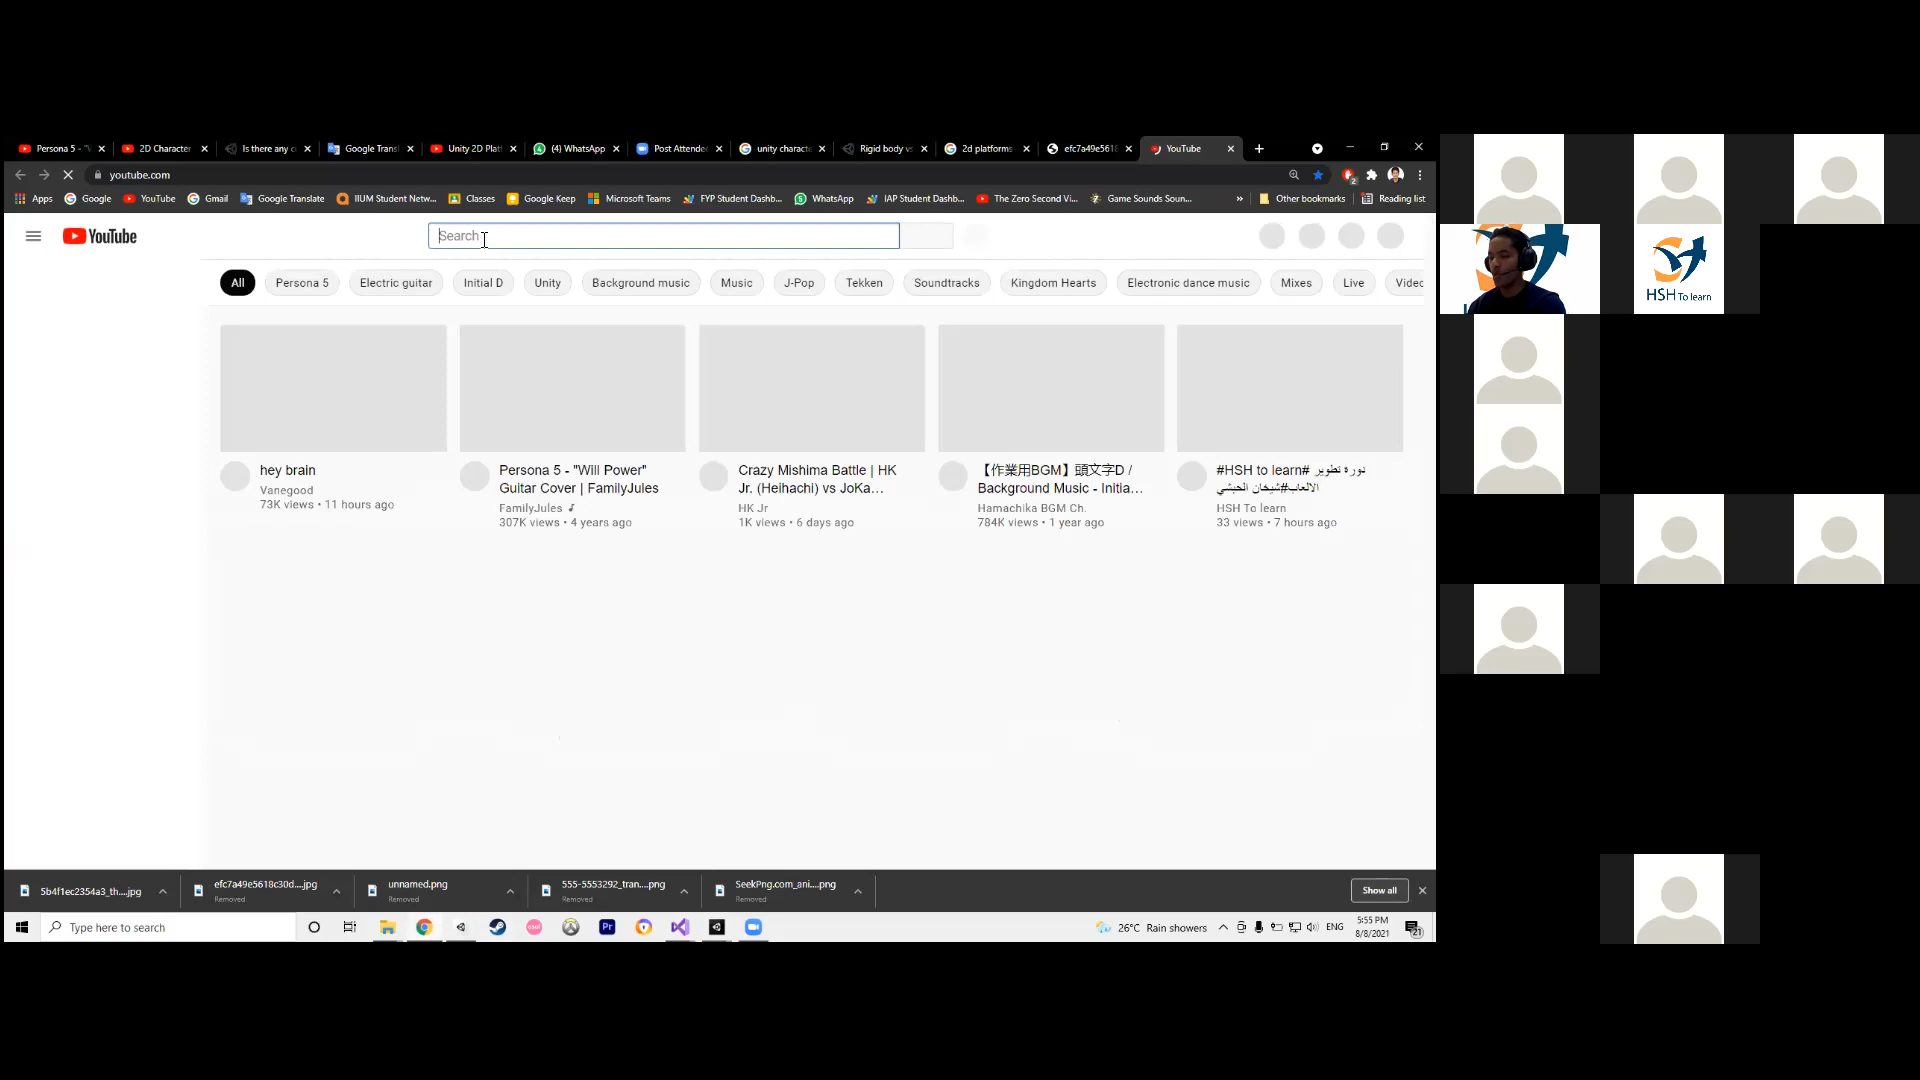 Persona 5 - "
2D Character
Is there any c
Google Transl
Unity 2D Platf
(4) WhatsApp
Post Attende
unity characte
Rigid body vs
2d platforms
efc7a49e5618
YouTube
youtube.com
Apps
Google
YouTube
Gmail
Google Translate
IIUM Student Netw...
Classes
Google Keep
Microsoft Teams
FYP Student Dashb...
WhatsApp
IAP Student Dashb...
The Zero Second Vi...
Game Sounds Soun...
»
Other bookmarks
Reading list
YouTube
Search
All
Persona 5
Electric guitar
Initial D
Unity
Background music
Music
J-Pop
Tekken
Soundtracks
Kingdom Hearts
Electronic dance music
Mixes
Live
Videc
hey brain
Vanegood
73K views • 11 hours ago
Persona 5 - "Will Power"
Guitar Cover | FamilyJules
FamilyJules
307K views • 4 years ago
Crazy Mishima Battle | HK
Jr. (Heihachi) vs JoKa...
HK Jr
1K views • 6 days ago
【作業用BGM】頭文字D /
Background Music - Initia...
Hamachika BGM Ch.
784K views • 1 year ago
#HSH to learn# دورة تطوير
الالعاب#شيخان الحبشي
HSH To learn
33 views • 7 hours ago
HSH To learn
5b4f1ec2354a3_th....jpg
efc7a49e5618c30d....jpg
Removed
unnamed.png
Removed
555-5553292_tran....png
Removed
SeekPng.com_ani....png
Removed
Show all
Type here to search
Pr
26°C Rain showers
ENG
5:55 PM
8/8/2021
21